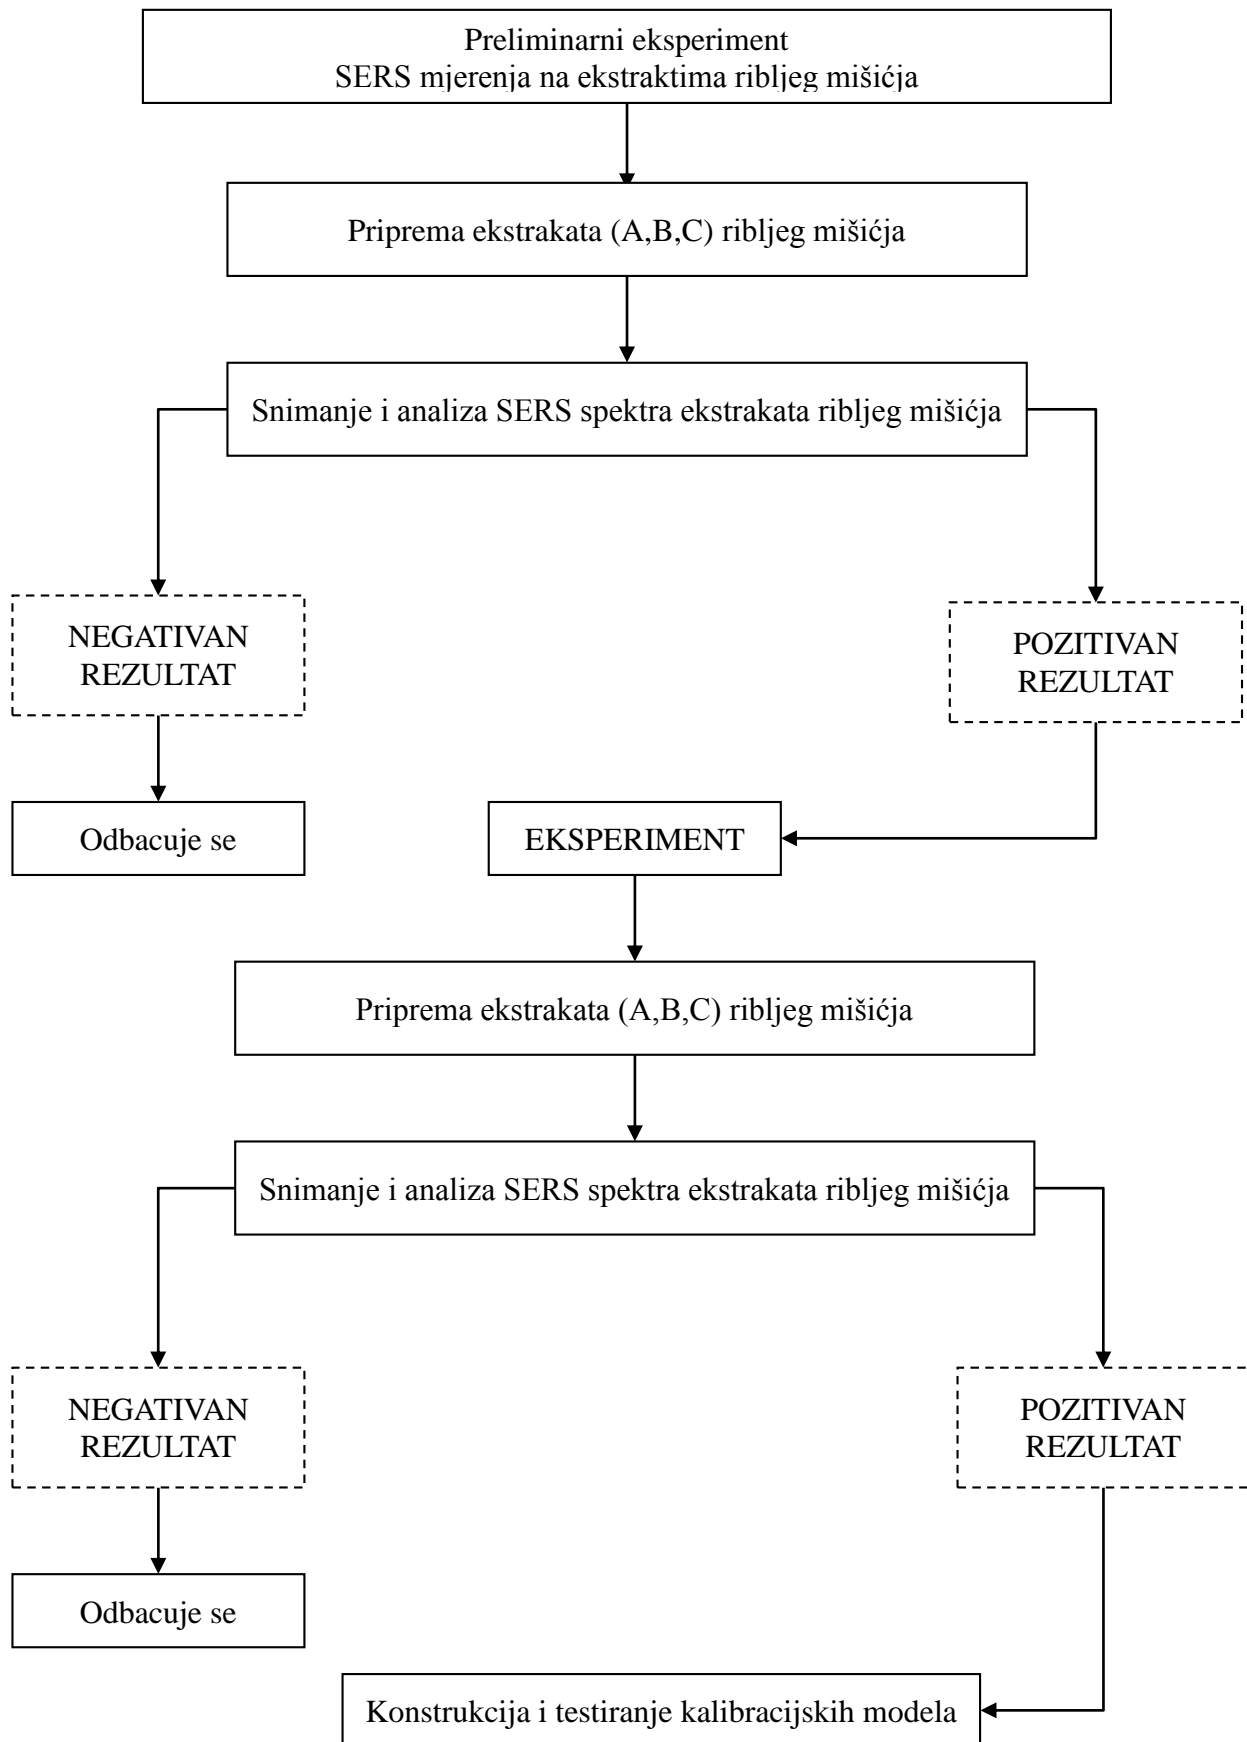 Preliminarni eksperiment
SERS mjerenja na ekstraktima ribljeg mišićja
Priprema ekstrakata (A,B,C) ribljeg mišićja
Snimanje i analiza SERS spektra ekstrakata ribljeg mišićja
NEGATIVAN
REZULTAT
POZITIVAN
REZULTAT
Odbacuje se
EKSPERIMENT
Priprema ekstrakata (A,B,C) ribljeg mišićja
Snimanje i analiza SERS spektra ekstrakata ribljeg mišićja
NEGATIVAN
REZULTAT
POZITIVAN
REZULTAT
Odbacuje se
Konstrukcija i testiranje kalibracijskih modela